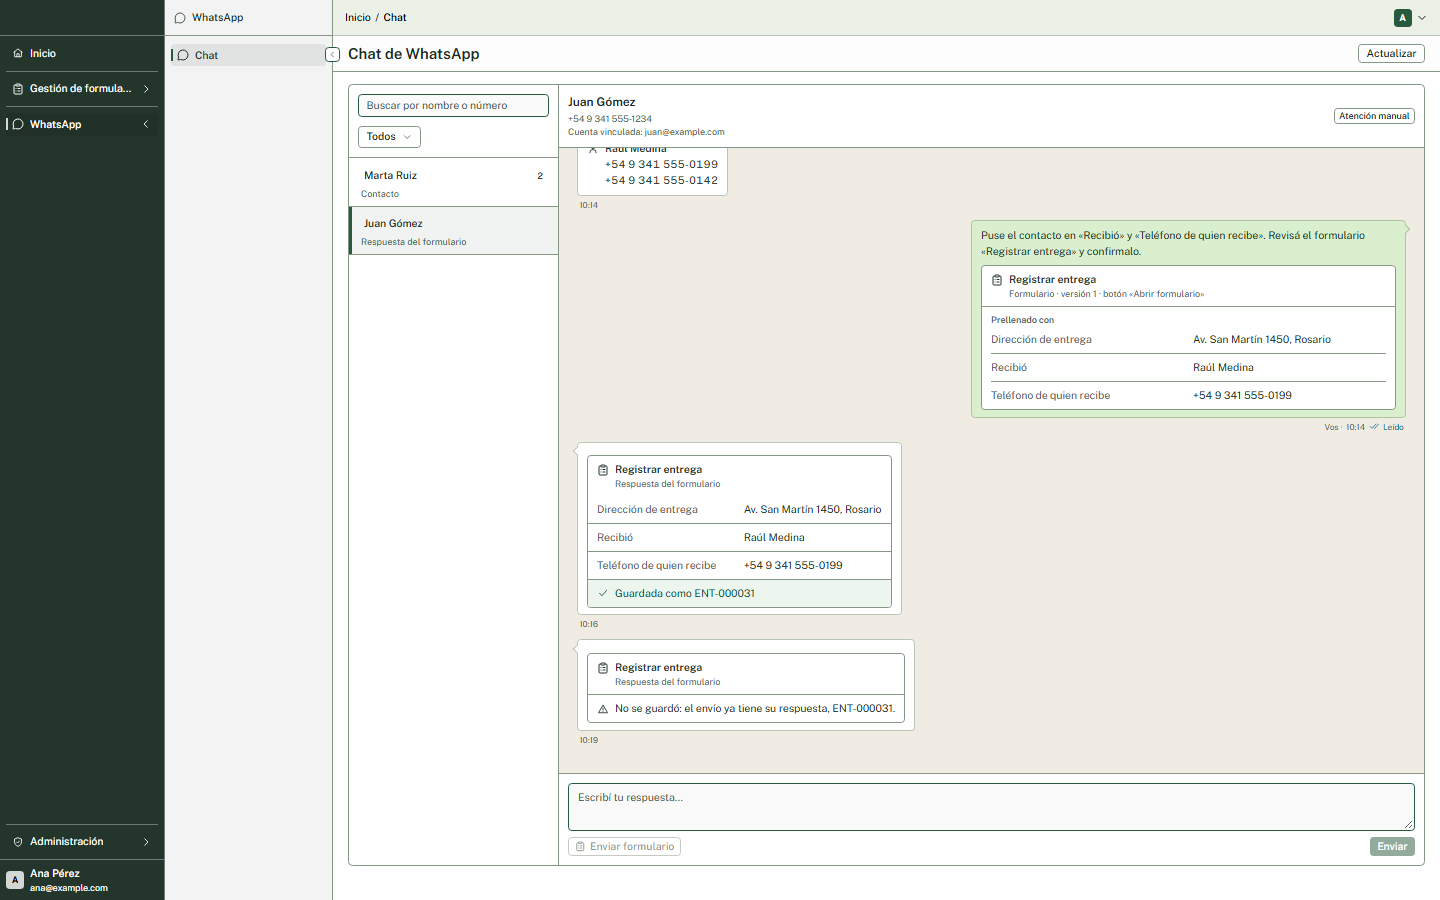 WhatsApp
Inicio / Chat
A
Inicio
Gestión de formula...
WhatsApp
Chat
Chat de WhatsApp
Actualizar
Buscar por nombre o número
Todos
Marta Ruiz 2
Contacto
Juan Gómez
Respuesta del formulario
Juan Gómez
+54 9 341 555-1234
Cuenta vinculada: juan@example.com
Atención manual
Raúl Medina
+54 9 341 555-0199
+54 9 341 555-0142
10:14
Puse el contacto en «Recibió» y «Teléfono de quien recibe». Revisá el formulario
«Registrar entrega» y confirmalo.
Registrar entrega
Formulario · versión 1 · botón «Abrir formulario»
Prellenado con
Dirección de entrega Av. San Martín 1450, Rosario
Recibió Raúl Medina
Teléfono de quien recibe +54 9 341 555-0199
Vos · 10:14 Leído
Registrar entrega
Respuesta del formulario
Dirección de entrega Av. San Martín 1450, Rosario
Recibió Raúl Medina
Teléfono de quien recibe +54 9 341 555-0199
Guardada como ENT-000031
10:16
Registrar entrega
Respuesta del formulario
No se guardó: el envío ya tiene su respuesta, ENT-000031.
10:19
Escribí tu respuesta...
Enviar formulario
Enviar
Administración
A
Ana Pérez
ana@example.com